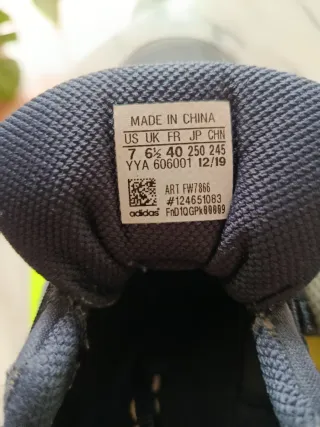 MADE IN CHINA
US UK FR JP CHN
7 6½ 40 250 245
YYA 606001 12/19
ART FW7866
#124651083
adidas FnD1QGPk00009